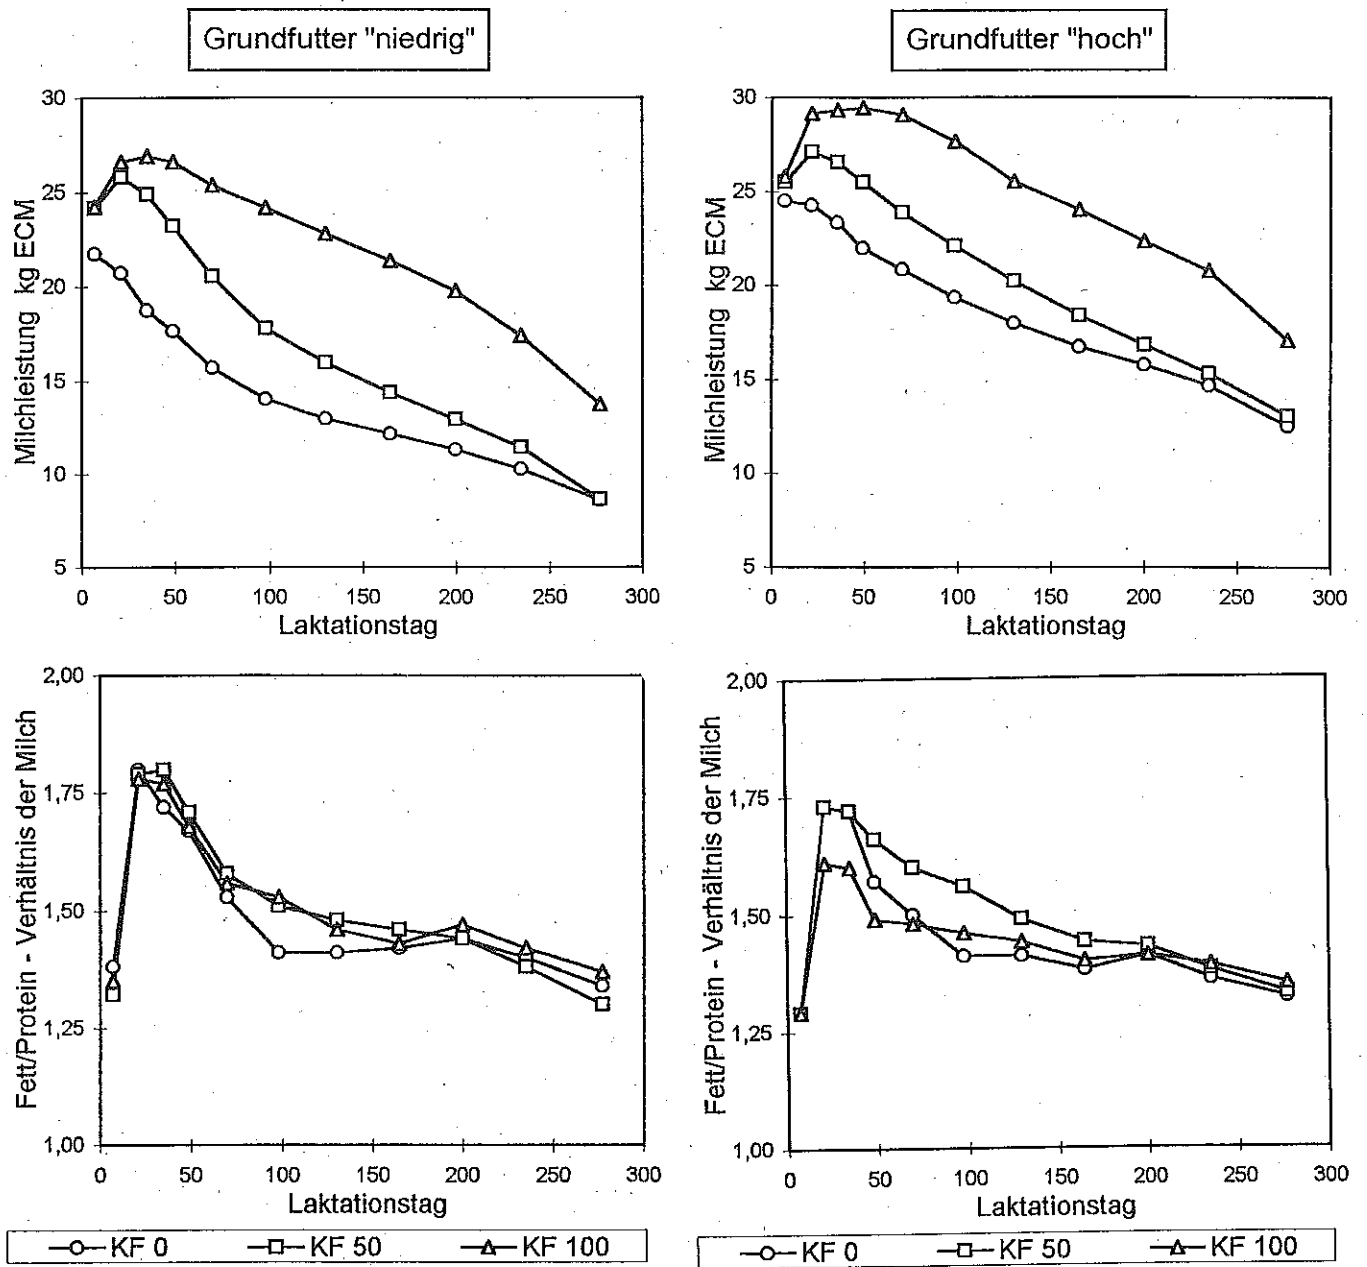 Grundfutter "niedrig"
Grundfutter "hoch"
Milchleistung kg ECM
30
25
20
15
10
5
0 50 100 150 200 250 300
Laktationstag
Milchleistung kg ECM
30
25
20
15
10
5
0 50 100 150 200 250 300
Laktationstag
Fett/Protein - Verhältnis der Milch
2,00
1,75
1,50
1,25
1,00
0 50 100 150 200 250 300
Laktationstag
KF 0 KF 50 KF 100
Fett/Protein - Verhältnis der Milch
2,00
1,75
1,50
1,25
1,00
0 50 100 150 200 250 300
Laktationstag
KF 0 KF 50 KF 100